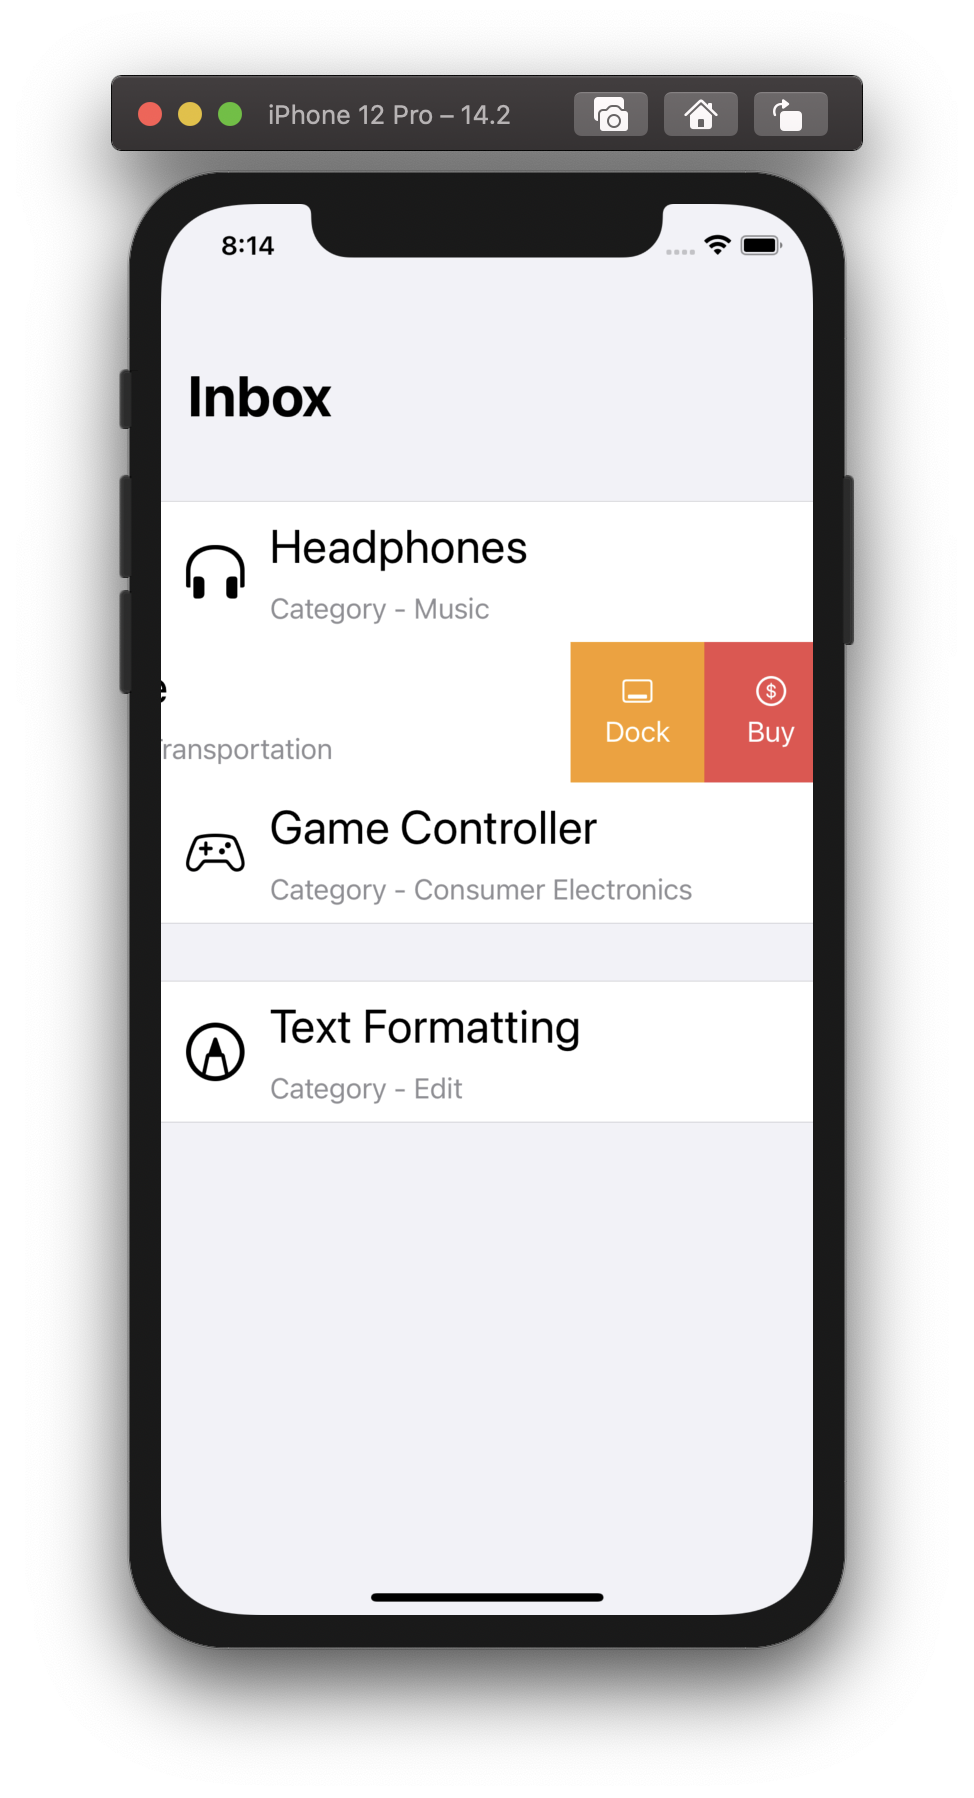 iPhone 12 Pro – 14.2
8:14
Inbox
Headphones
Category - Music
e
ransportation
Dock
Buy
Game Controller
Category - Consumer Electronics
Text Formatting
Category - Edit